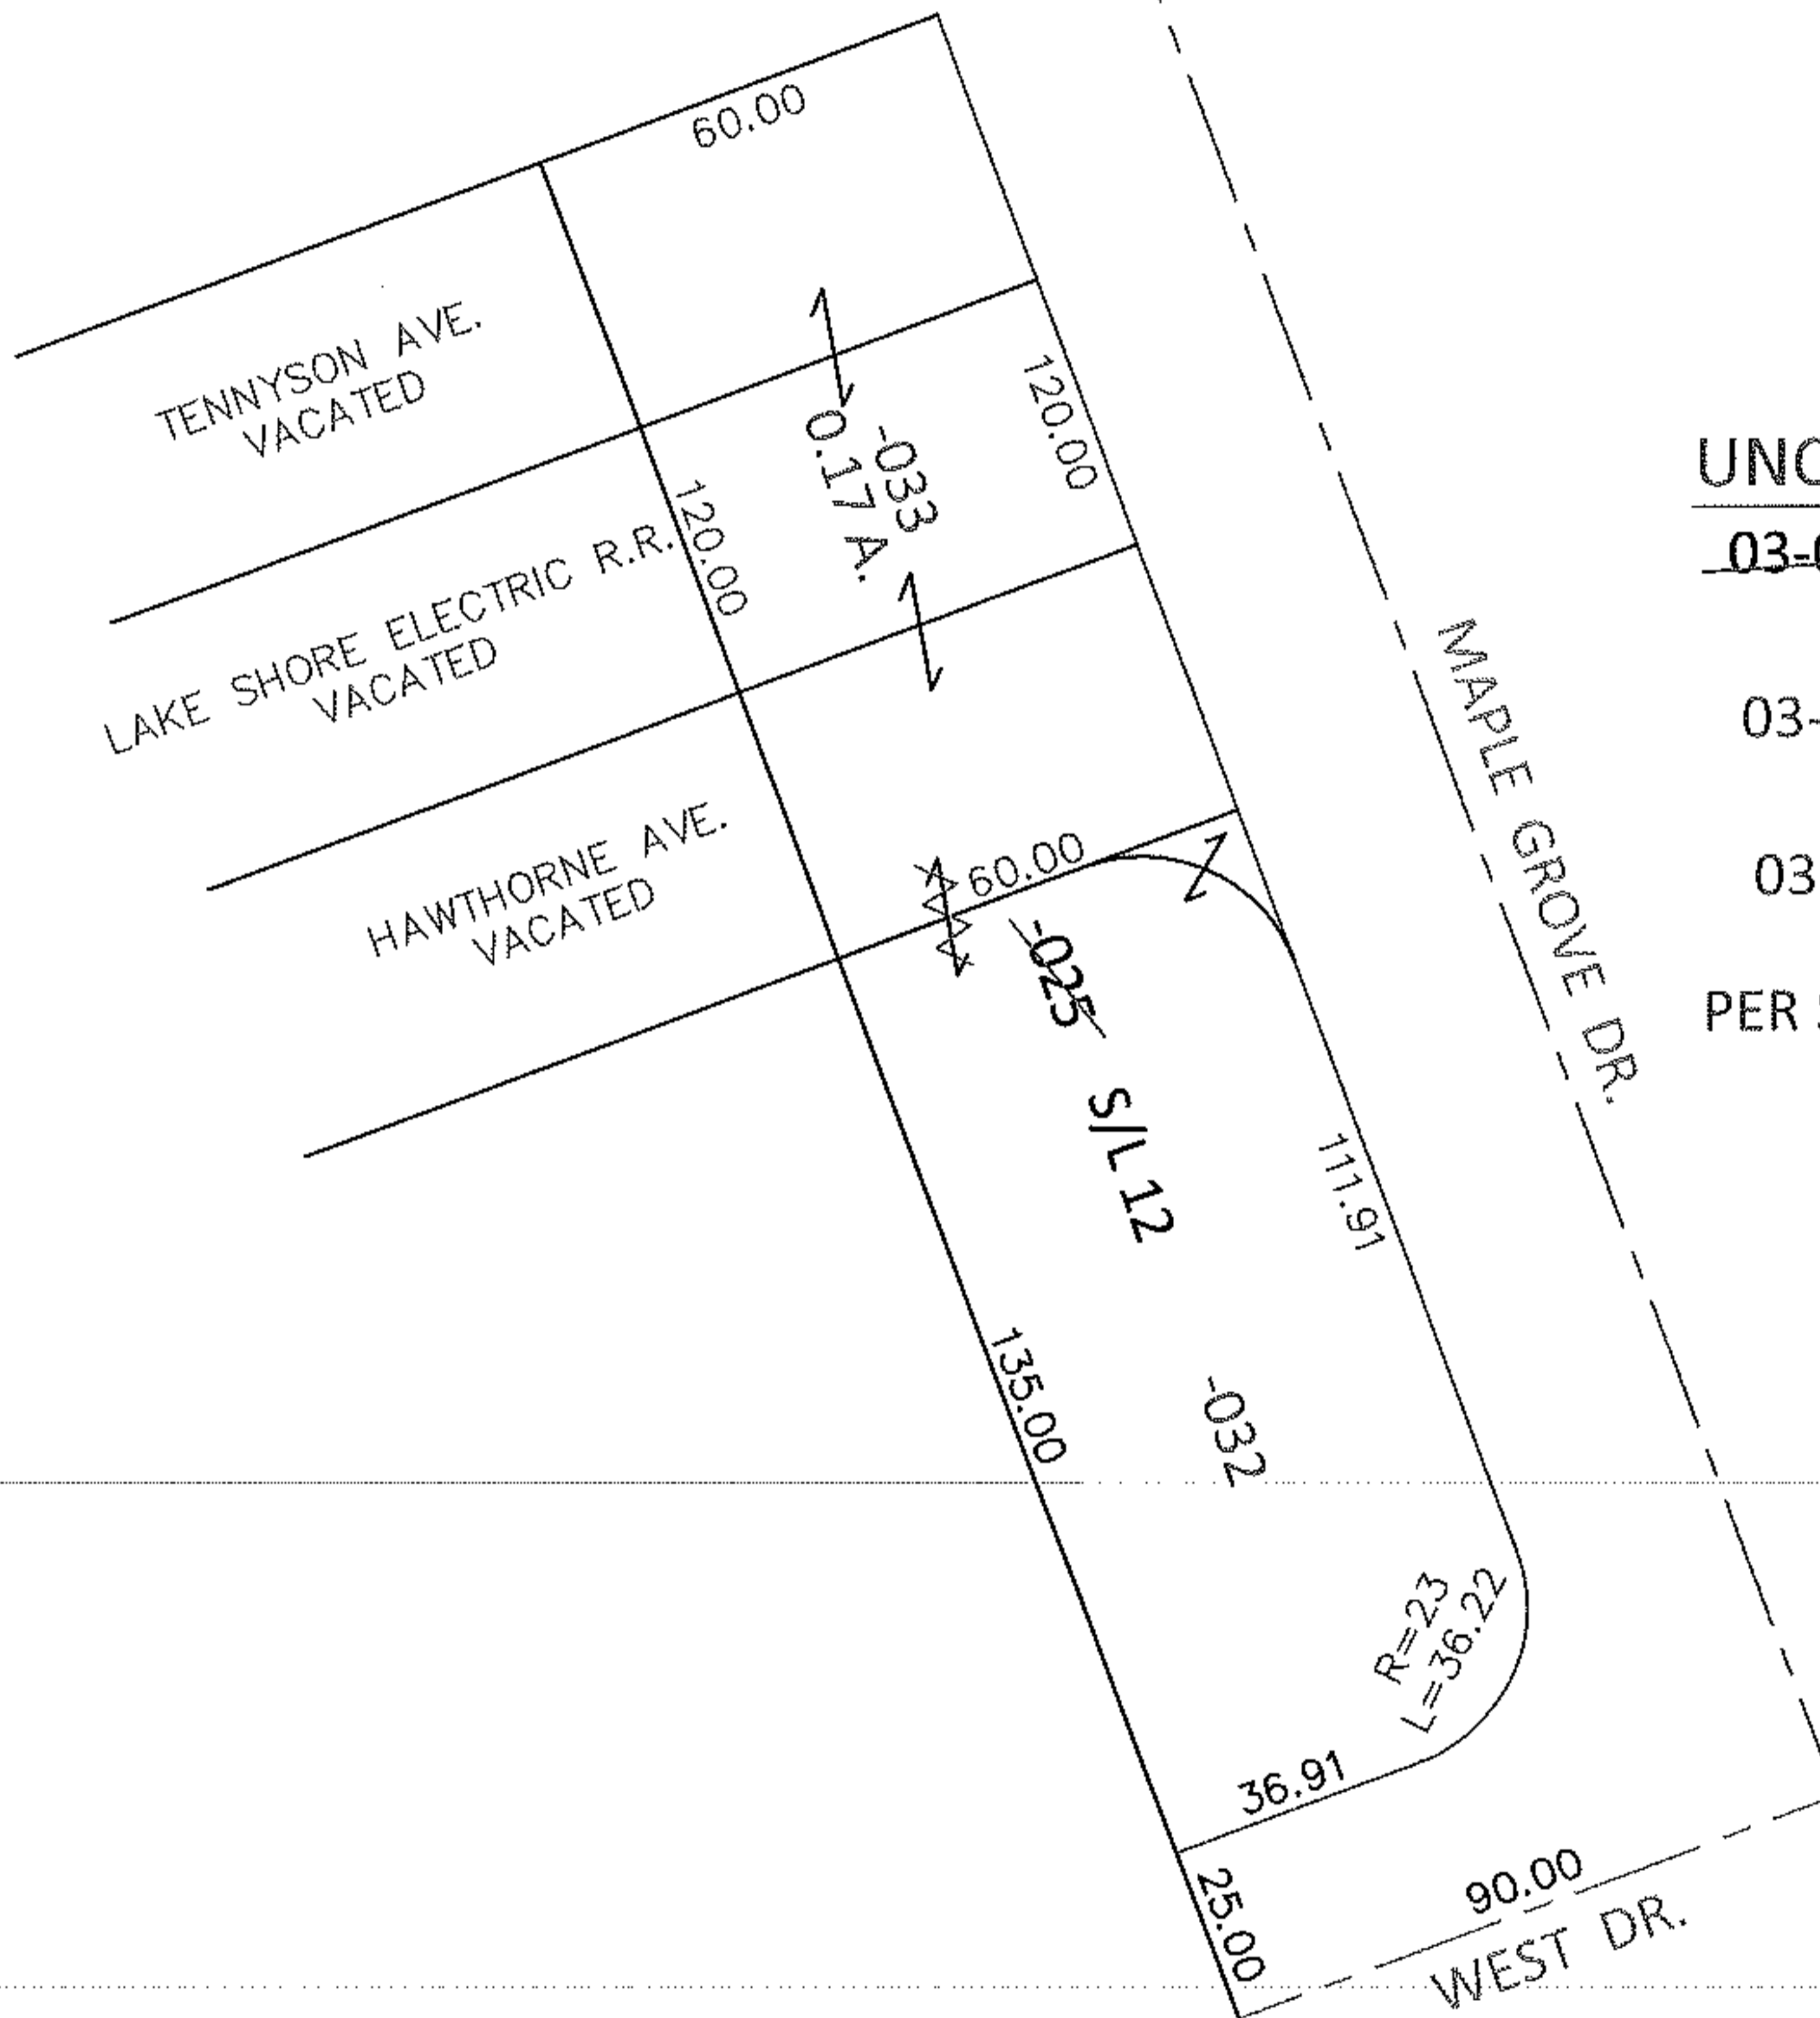 60.00
TENNYSON AVE.
VACATED
120.00
-033
0.17 A.
120.00
LAKE SHORE ELECTRIC R.R.
VACATED
HAWTHORNE AVE.
VACATED
60.00
-025
S/L 12
MAPLE GROVE DR.
111.91
135.00
-032
R=23
L=36.22
36.91
25.00
90.00
WEST DR.
03-
03-
03
PER